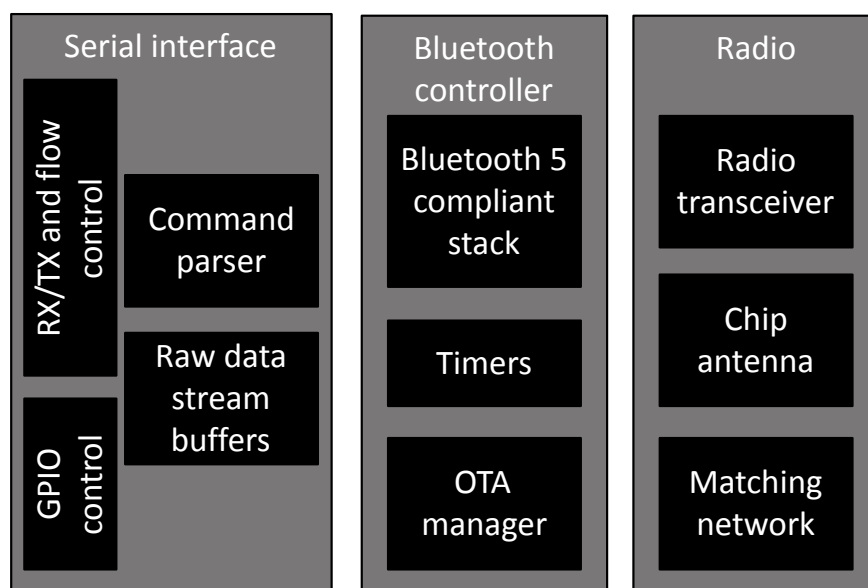 Serial interface
RX/TX and flow
control
Command
parser
Raw data
stream
buffers
GPIO
control
Bluetooth
controller
Bluetooth 5
compliant
stack
Timers
OTA
manager
Radio
Radio
transceiver
Chip
antenna
Matching
network